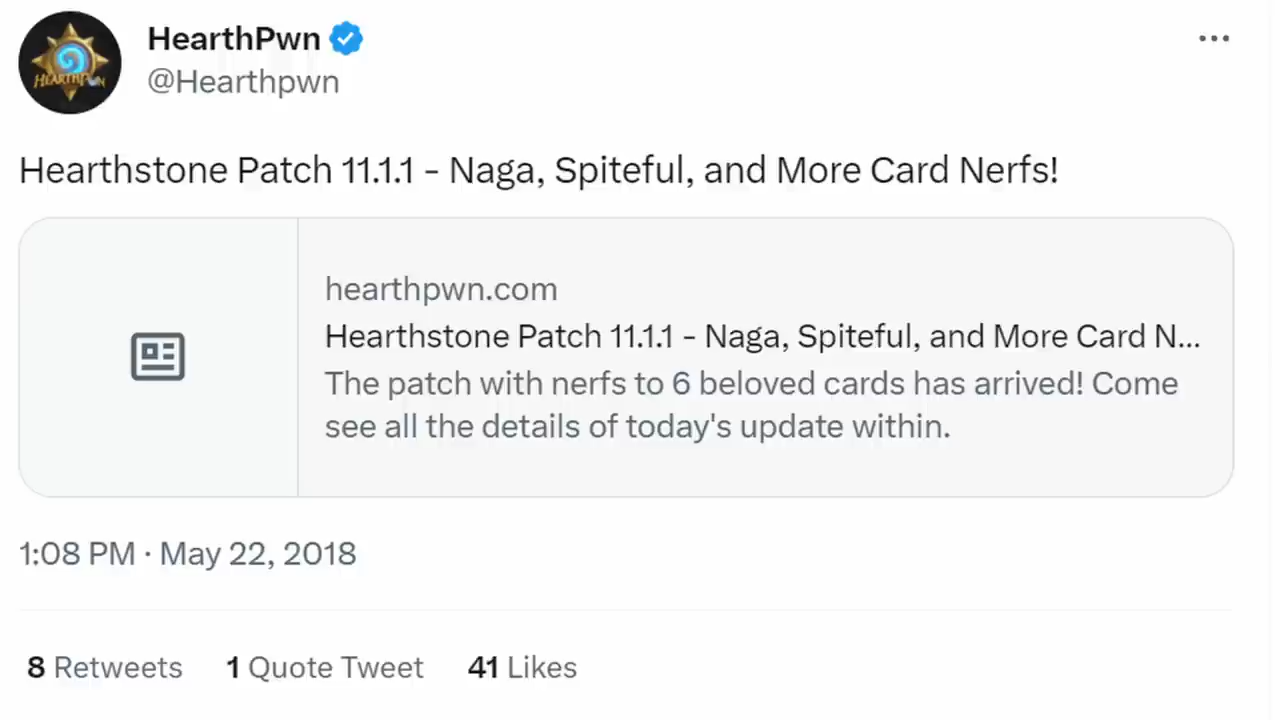 HearthPwn
@Hearthpwn
HEARTHPWN
Hearthstone Patch 11.1.1 - Naga, Spiteful, and More Card Nerfs!
hearthpwn.com
Hearthstone Patch 11.1.1 - Naga, Spiteful, and More Card N...
The patch with nerfs to 6 beloved cards has arrived! Come
see all the details of today's update within.
1:08 PM · May 22, 2018
8 Retweets 1 Quote Tweet 41 Likes